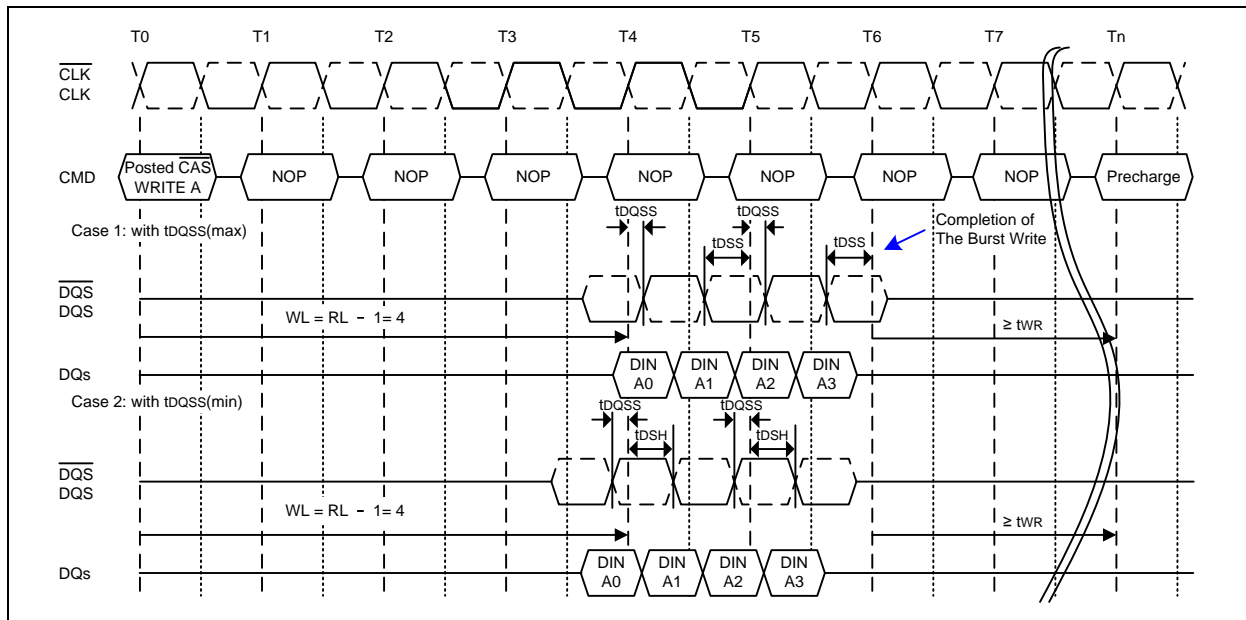 T0 T1 T2 T3 T4 T5 T6 T7 Tn
CLK
CLK
CMD
Posted CAS
WRITE A
NOP NOP NOP NOP NOP NOP NOP Precharge
Case 1: with tDQSS(max)
tDQSS tDQSS
Completion of
The Burst Write
tDSS tDSS
DQS
DQS
WL = RL - 1= 4
≥ tWR
DQs
DIN
A0
DIN
A1
DIN
A2
DIN
A3
Case 2: with tDQSS(min)
tDQSS tDQSS
tDSH tDSH
DQS
DQS
WL = RL - 1= 4
≥ tWR
DQs
DIN
A0
DIN
A1
DIN
A2
DIN
A3